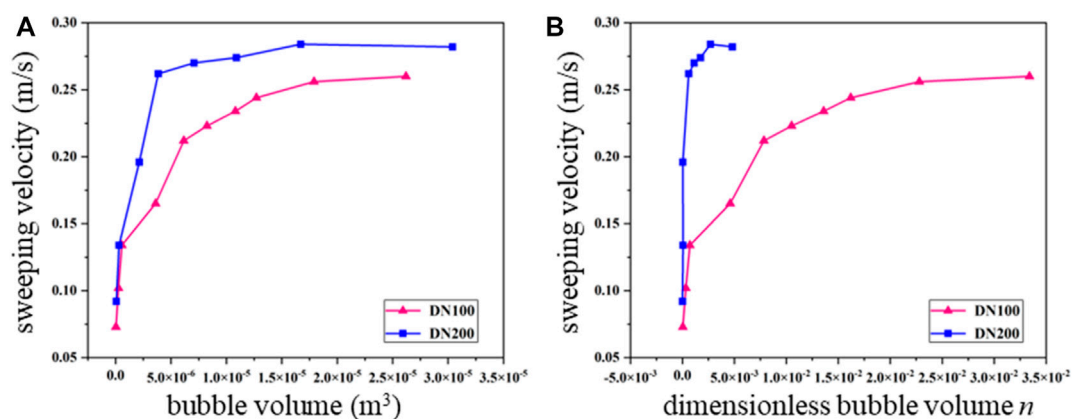 A
0.30
0.25
0.20
0.15
0.10
0.05
sweeping velocity (m/s)
DN100
DN200
0.0 5.0×10⁻⁶ 1.0×10⁻⁵ 1.5×10⁻⁵ 2.0×10⁻⁵ 2.5×10⁻⁵ 3.0×10⁻⁵ 3.5×10⁻⁵
bubble volume (m³)
B
0.30
0.25
0.20
0.15
0.10
0.05
sweeping velocity (m/s)
DN100
DN200
-5.0×10⁻³ 0.0 5.0×10⁻³ 1.0×10⁻² 1.5×10⁻² 2.0×10⁻² 2.5×10⁻² 3.0×10⁻² 3.5×10⁻²
dimensionless bubble volume n